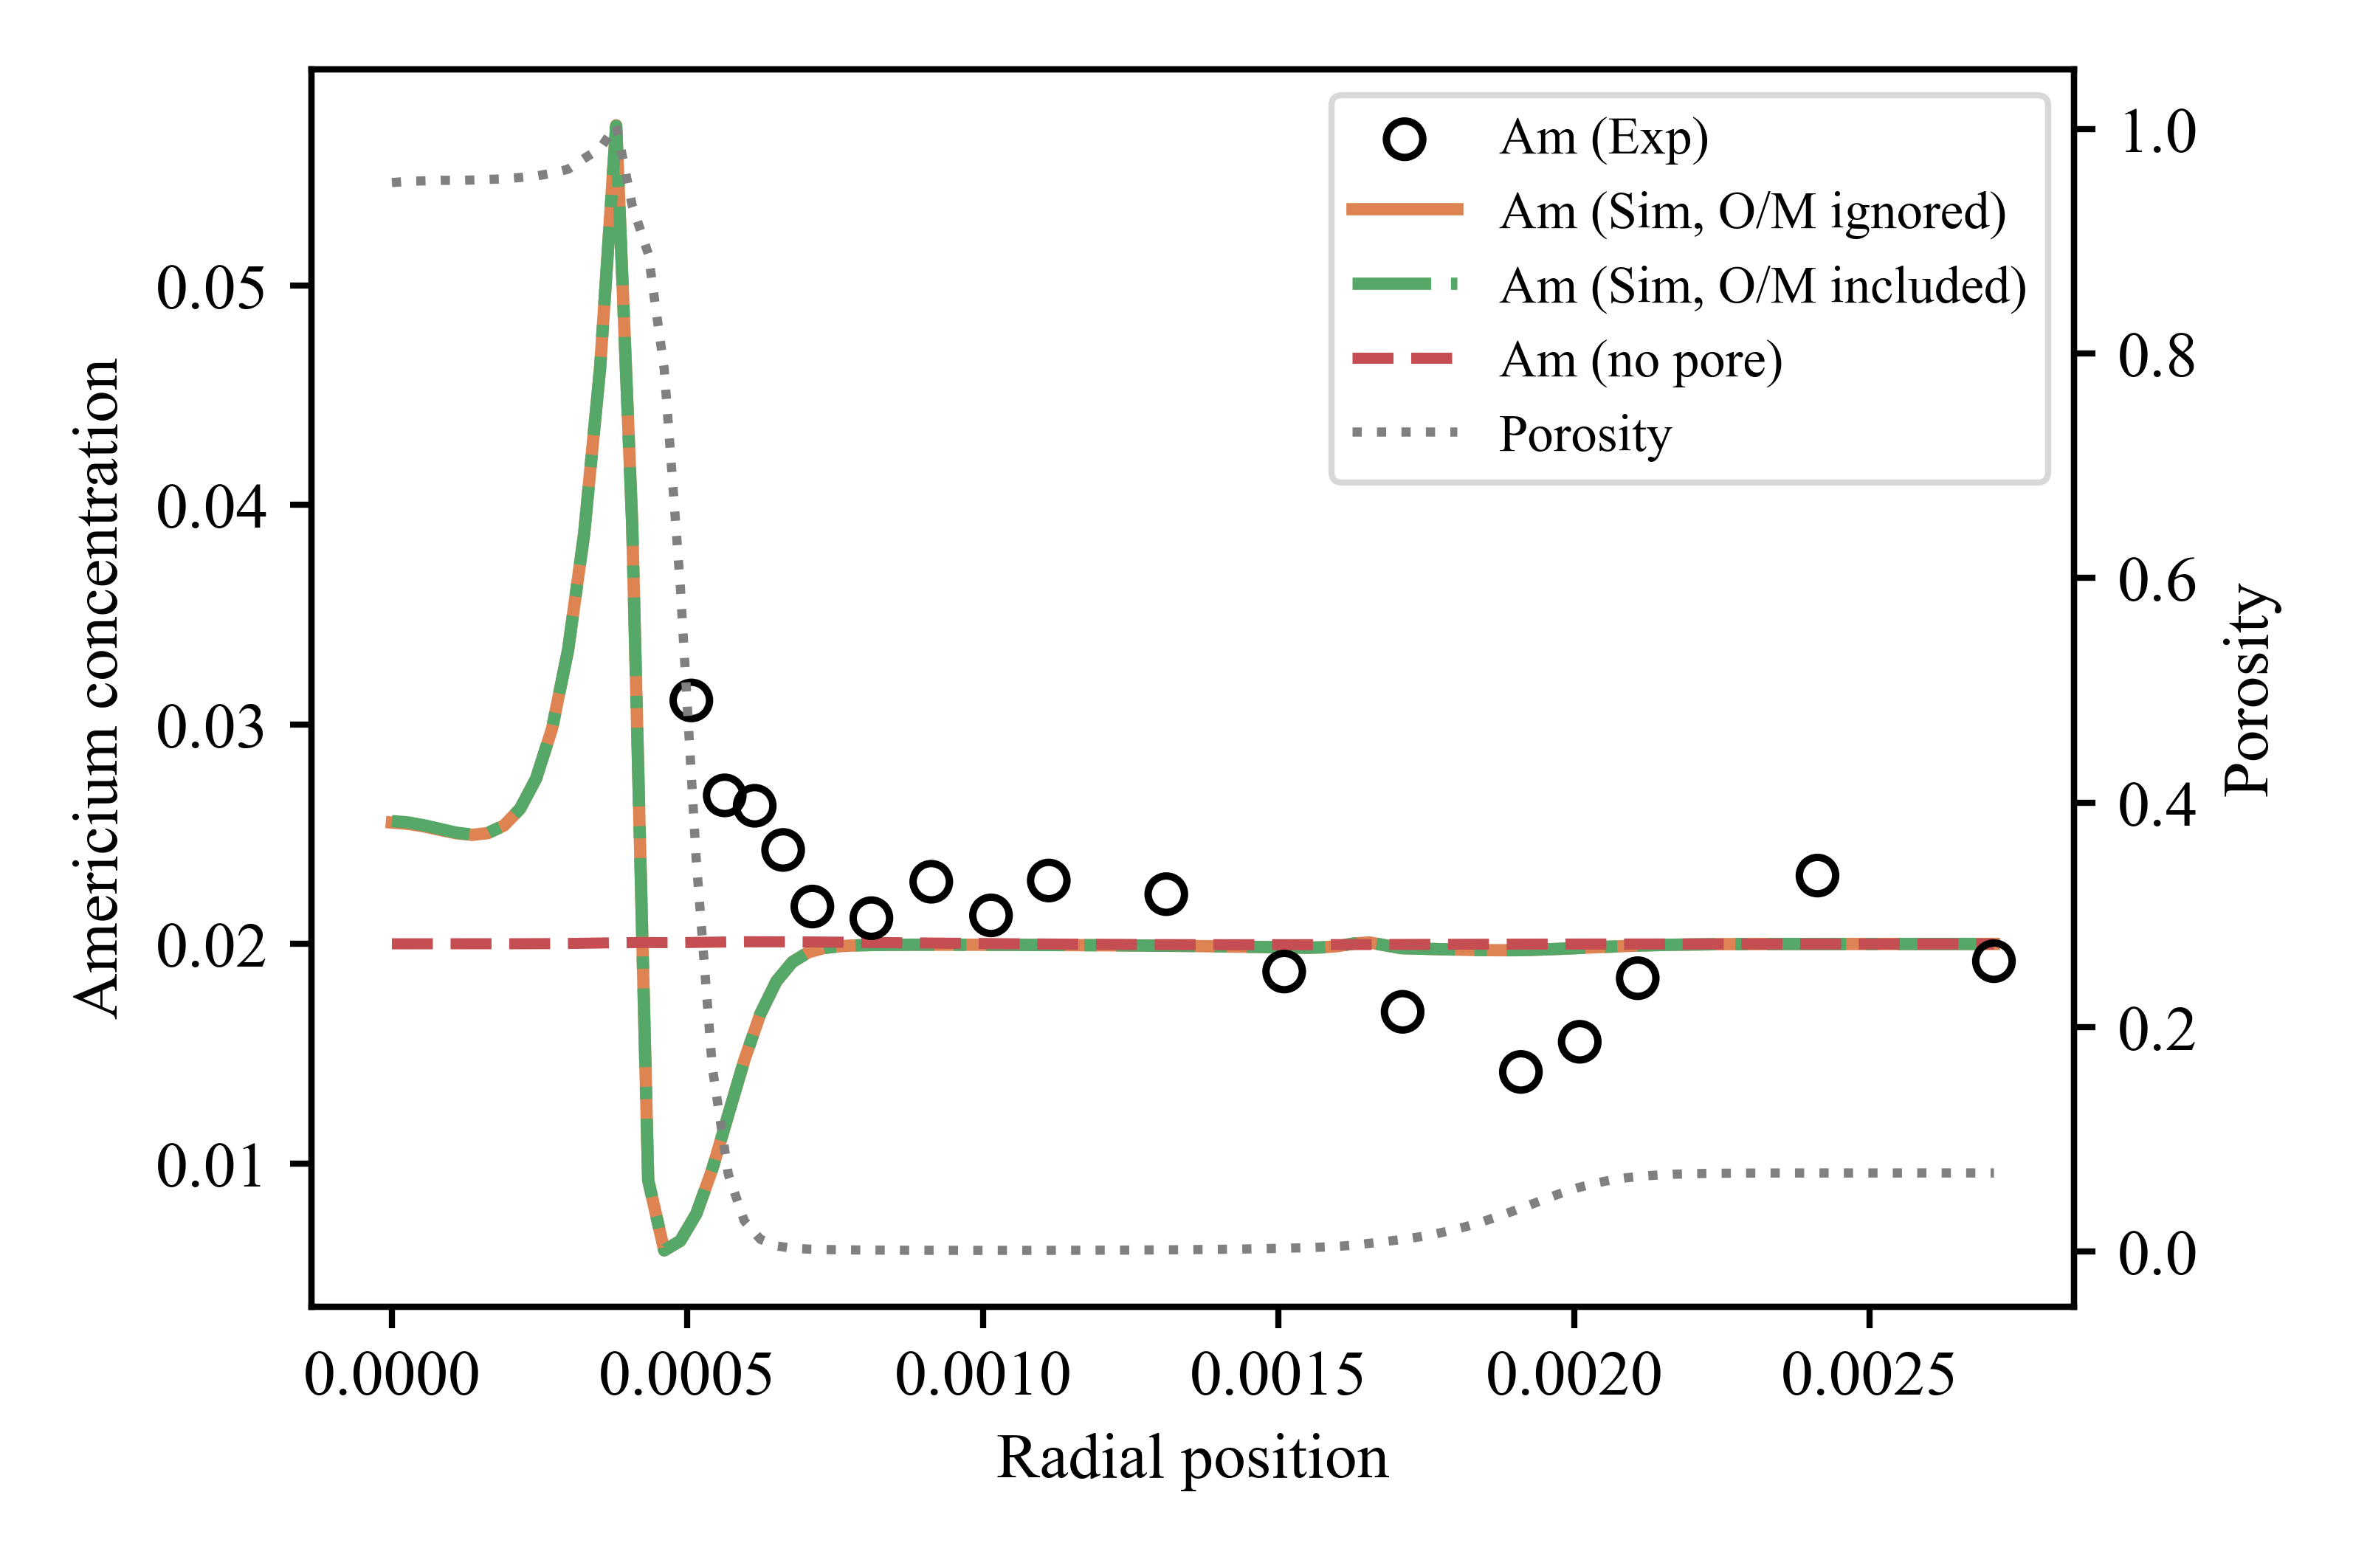 Am (Exp)
Am (Sim, O/M ignored)
Am (Sim, O/M included)
Am (no pore)
Porosity
Americium concentration
0.05
0.04
0.03
0.02
0.01
1.0
0.8
0.6
0.4
0.2
0.0
Porosity
0.0000 0.0005 0.0010 0.0015 0.0020 0.0025
Radial position